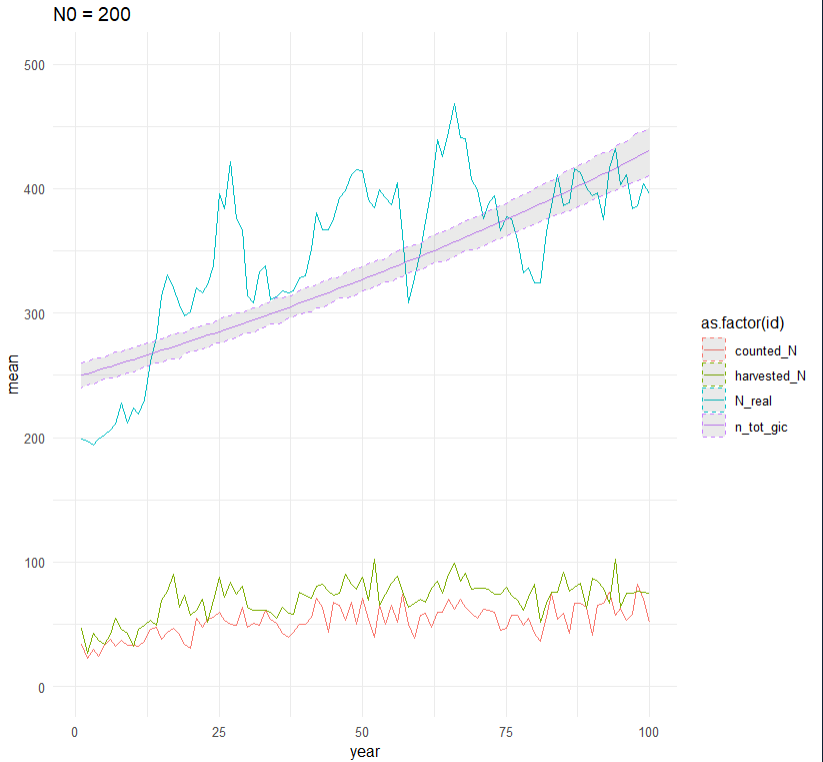 N0 = 200
500
400
300
200
100
0
mean
0 25 50 75 100
year
as.factor(id)
counted_N
harvested_N
N_real
n_tot_gic